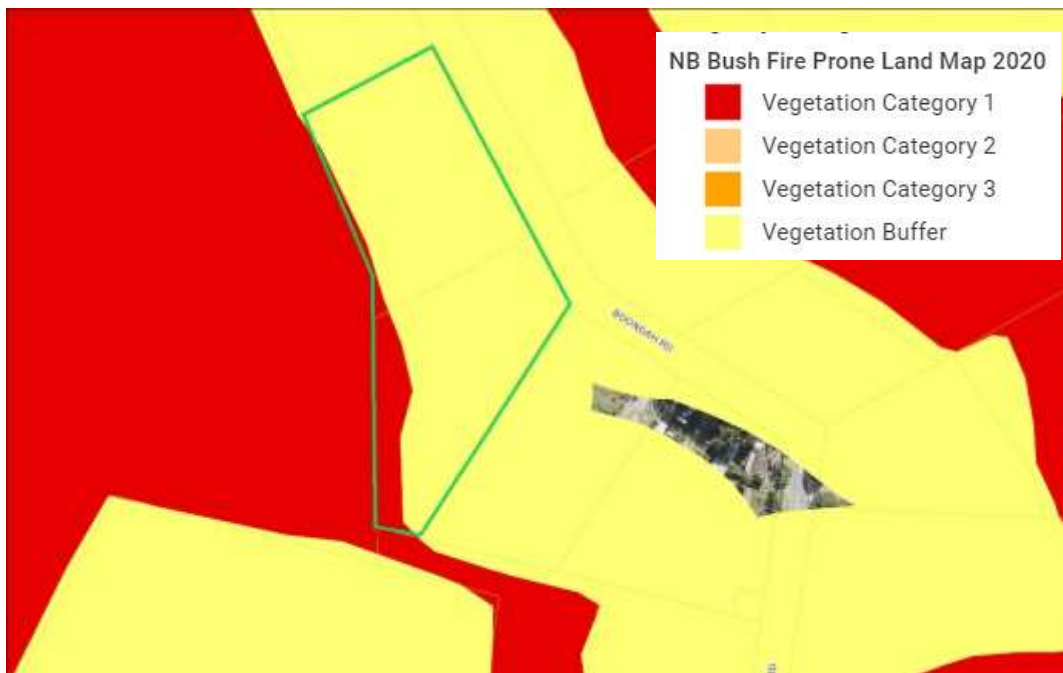 NB Bush Fire Prone Land Map 2020
Vegetation Category 1
Vegetation Category 2
Vegetation Category 3
Vegetation Buffer
BOONDAH RD